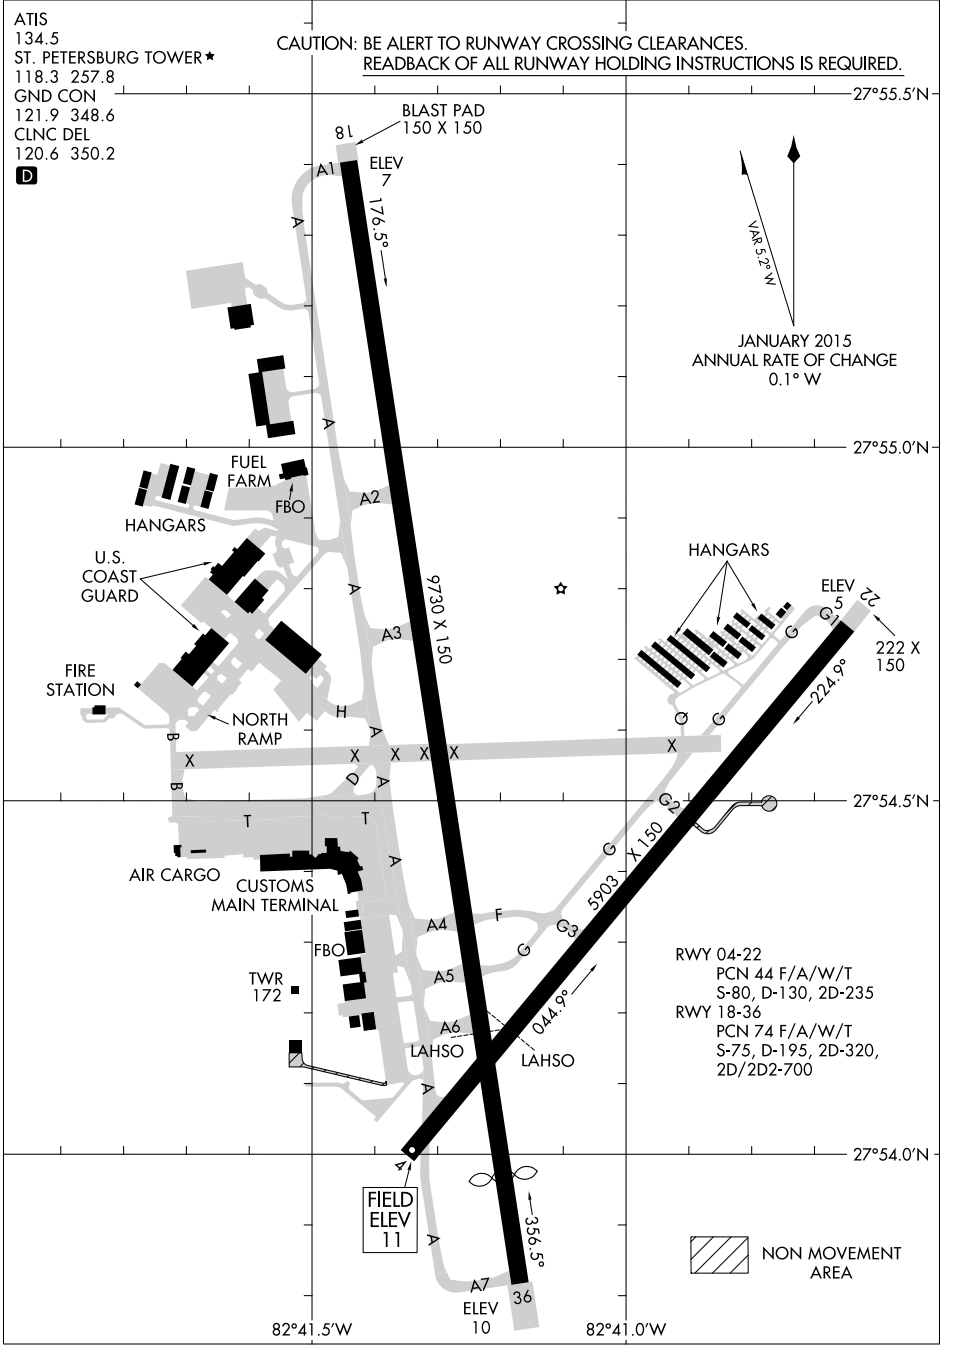 ATIS
134.5
ST. PETERSBURG TOWER★
118.3 257.8
GND CON
121.9 348.6
CLNC DEL
120.6 350.2
D
CAUTION: BE ALERT TO RUNWAY CROSSING CLEARANCES.
READBACK OF ALL RUNWAY HOLDING INSTRUCTIONS IS REQUIRED.
27°55.5'N
BLAST PAD
150 X 150
18
A1
ELEV
7
A
176.5°
VAR 5.2° W
JANUARY 2015
ANNUAL RATE OF CHANGE
0.1° W
A
27°55.0'N
FUEL
FARM
FBO
A2
HANGARS
U.S.
COAST
GUARD
HANGARS
A
9730 X 150
ELEV
5
22
G1
G
A3
222 X
150
FIRE
STATION
224.9°
NORTH
RAMP
H
B
A
Q
G
X
X
X
X
X
X
D
A
B
27°54.5'N
G2
T
T
X 150
G
A
AIR CARGO
CUSTOMS
MAIN TERMINAL
5903
F
A4
G3
FBO
G
RWY 04-22
PCN 44 F/A/W/T
S-80, D-130, 2D-235
RWY 18-36
PCN 74 F/A/W/T
S-75, D-195, 2D-320,
2D/2D2-700
TWR
172
A5
044.9°
A6
LAHSO
LAHSO
A
4
27°54.0'N
FIELD
ELEV
11
356.5°
A
NON MOVEMENT
AREA
A7
36
ELEV
10
82°41.5'W
82°41.0'W